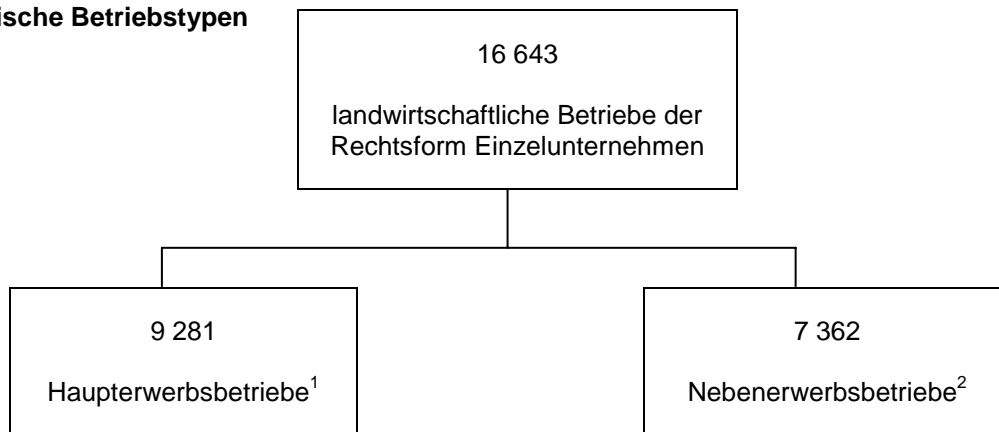 ische Betriebstypen
16 643
landwirtschaftliche Betriebe der
Rechtsform Einzelunternehmen
9 281
Haupterwerbsbetriebe¹
7 362
Nebenerwerbsbetriebe²